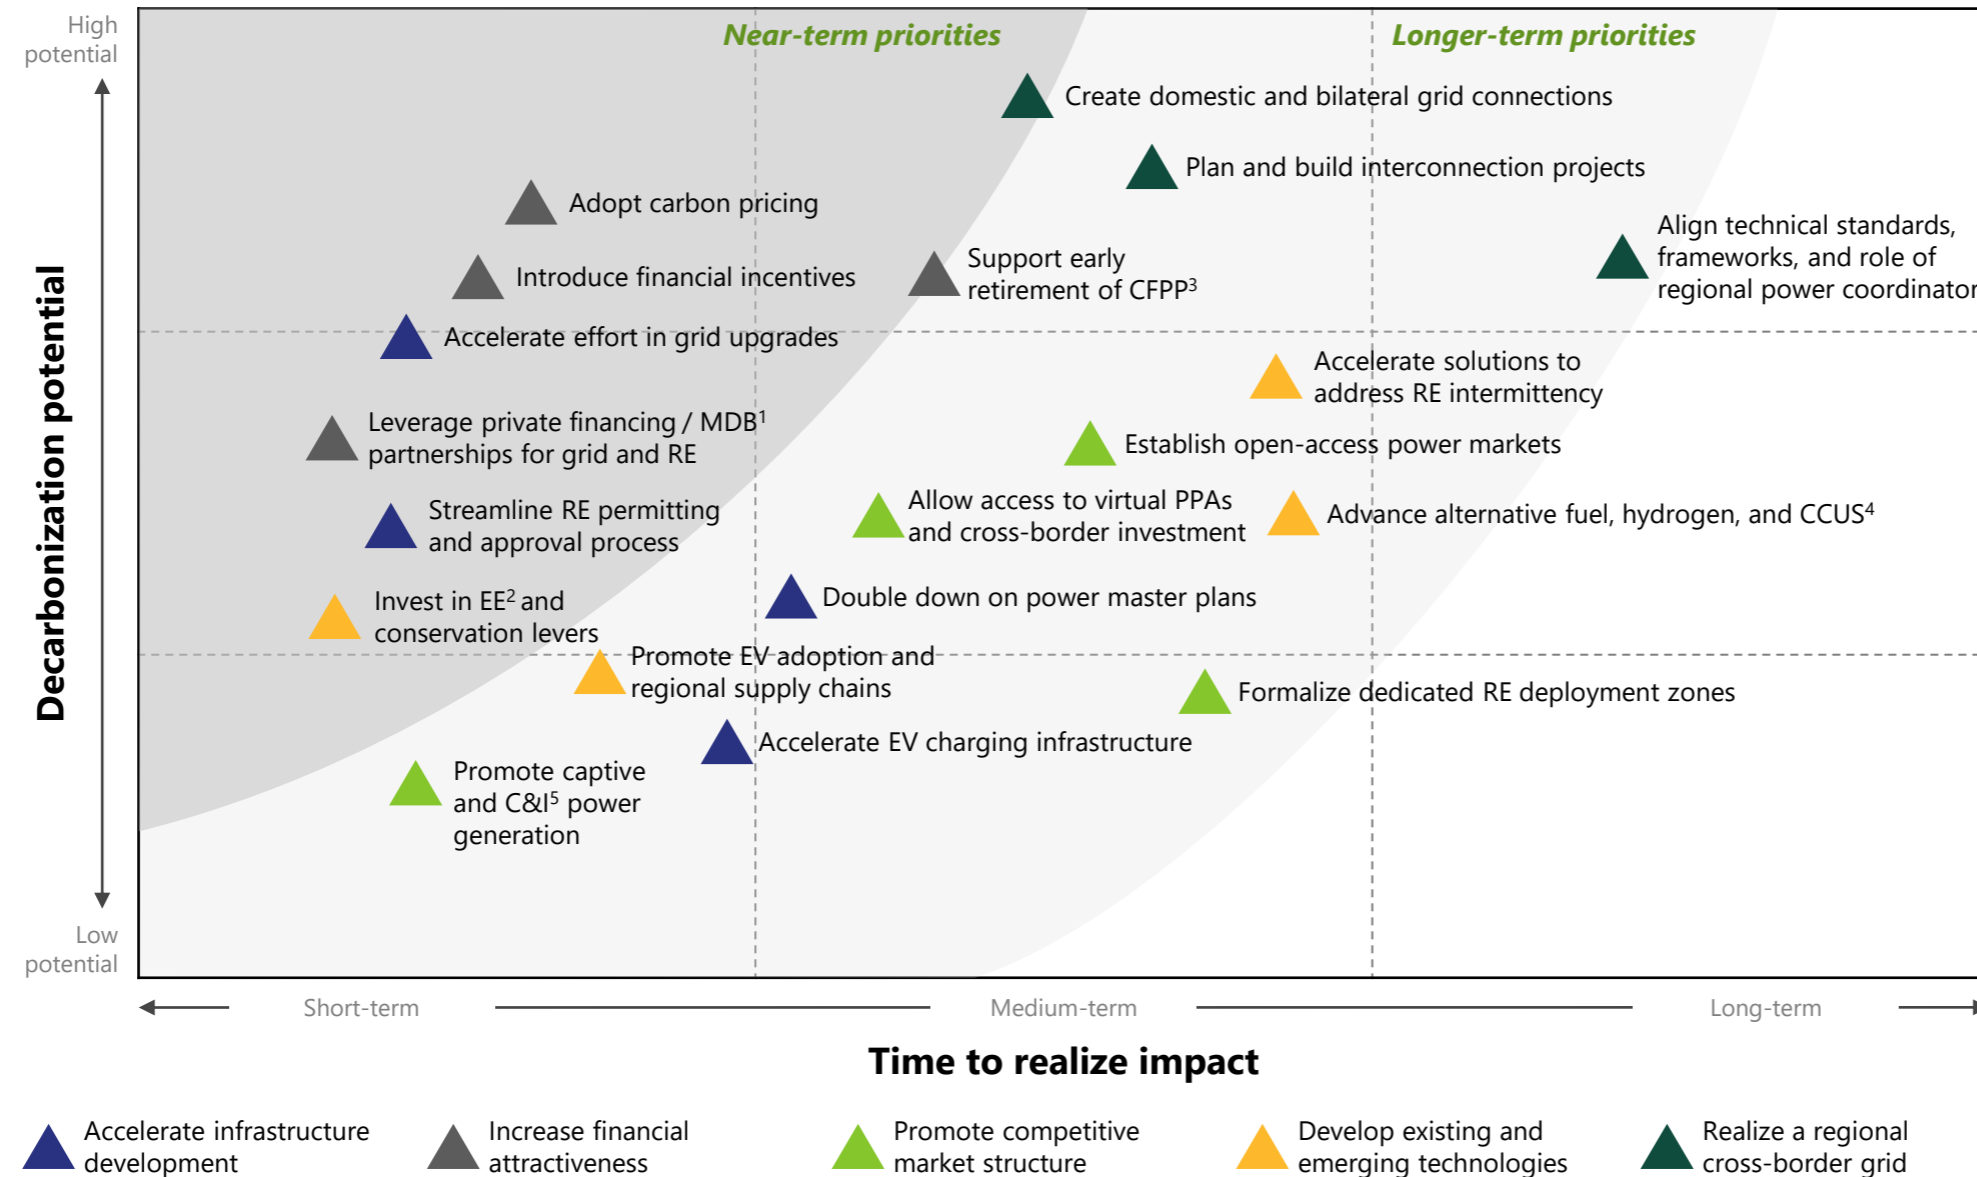 High
potential
Near-term priorities
Longer-term priorities
Create domestic and bilateral grid connections
Plan and build interconnection projects
Adopt carbon pricing
Align technical standards,
frameworks, and role of
regional power coordinator
Support early
retirement of CFPP³
Introduce financial incentives
Accelerate effort in grid upgrades
Accelerate solutions to
address RE intermittency
Leverage private financing / MDB¹
partnerships for grid and RE
Establish open-access power markets
Allow access to virtual PPAs
and cross-border investment
Advance alternative fuel, hydrogen, and CCUS⁴
Streamline RE permitting
and approval process
Double down on power master plans
Invest in EE² and
conservation levers
Promote EV adoption and
regional supply chains
Formalize dedicated RE deployment zones
Accelerate EV charging infrastructure
Promote captive
and C&I⁵ power
generation
Decarbonization potential
Low
potential
Short-term
Medium-term
Long-term
Time to realize impact
Accelerate infrastructure
development
Increase financial
attractiveness
Promote competitive
market structure
Develop existing and
emerging technologies
Realize a regional
cross-border grid